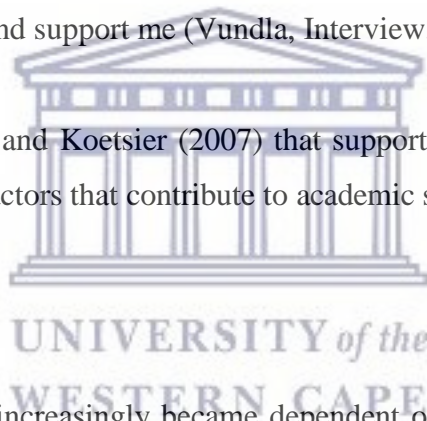 nd support me (Vundla, Interview
and Koetsier (2007) that support
actors that contribute to academic s
UNIVERSITY of the
WESTERN CAPE
increasingly became dependent o